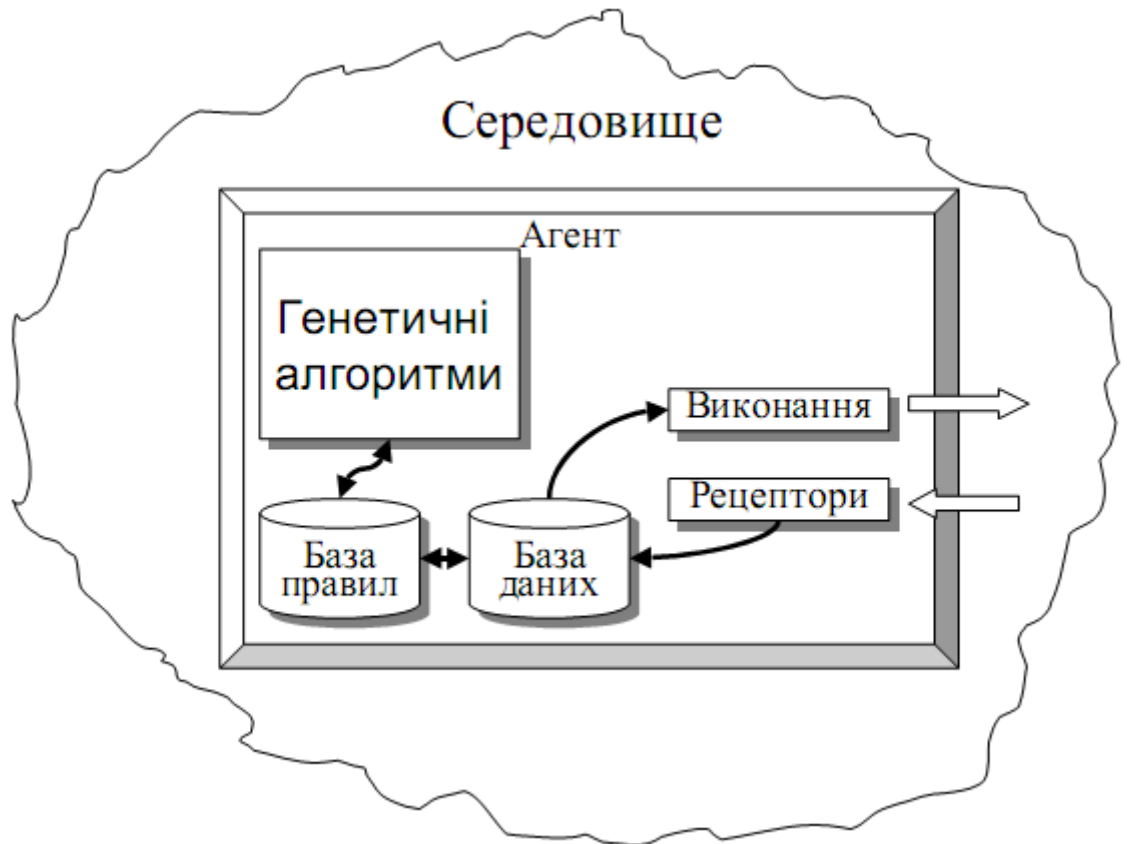 Середовище
Агент
Генетичні
алгоритми
Виконання
Рецептори
База
правил
База
даних